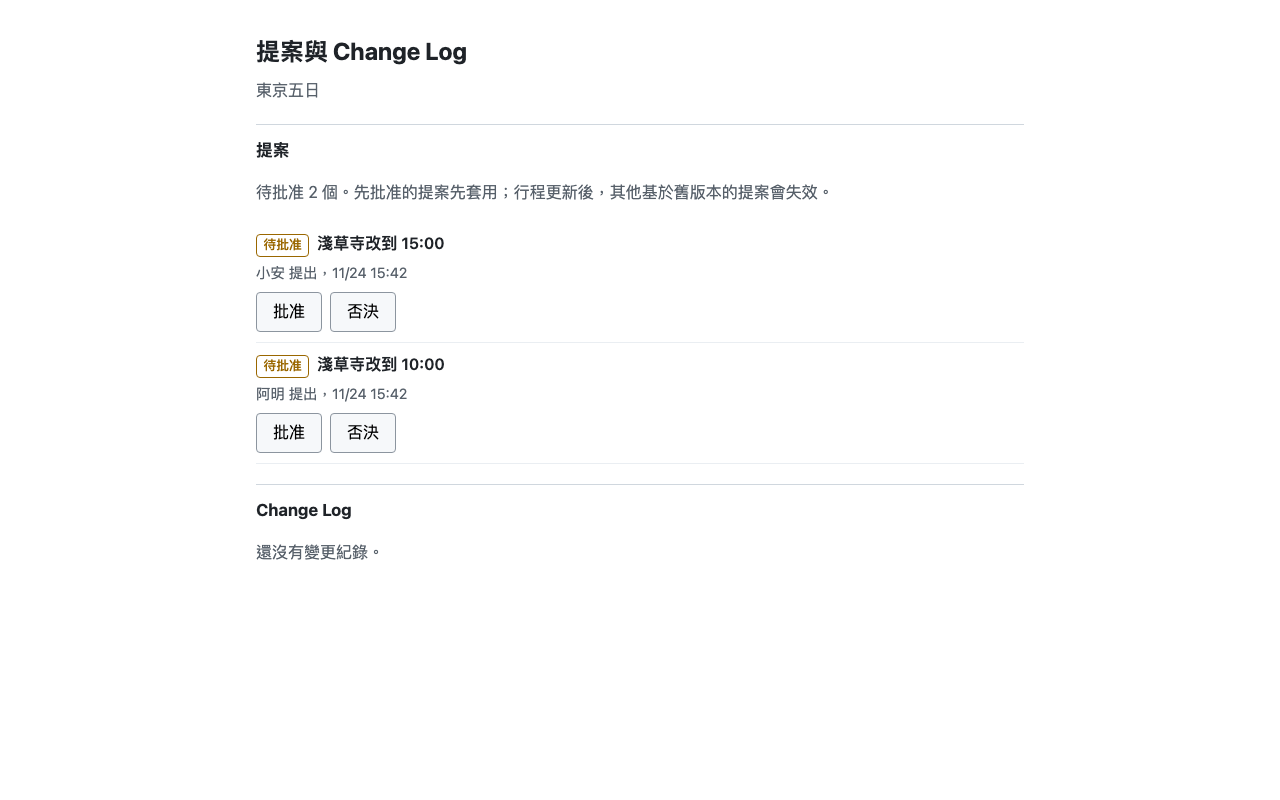 提案與 Change Log
東京五日
提案
待批准 2 個。先批准的提案先套用；行程更新後，其他基於舊版本的提案會失效。
待批准 淺草寺改到 15:00
小安 提出，11/24 15:42
批准 否決
待批准 淺草寺改到 10:00
阿明 提出，11/24 15:42
批准 否決
Change Log
還沒有變更紀錄。